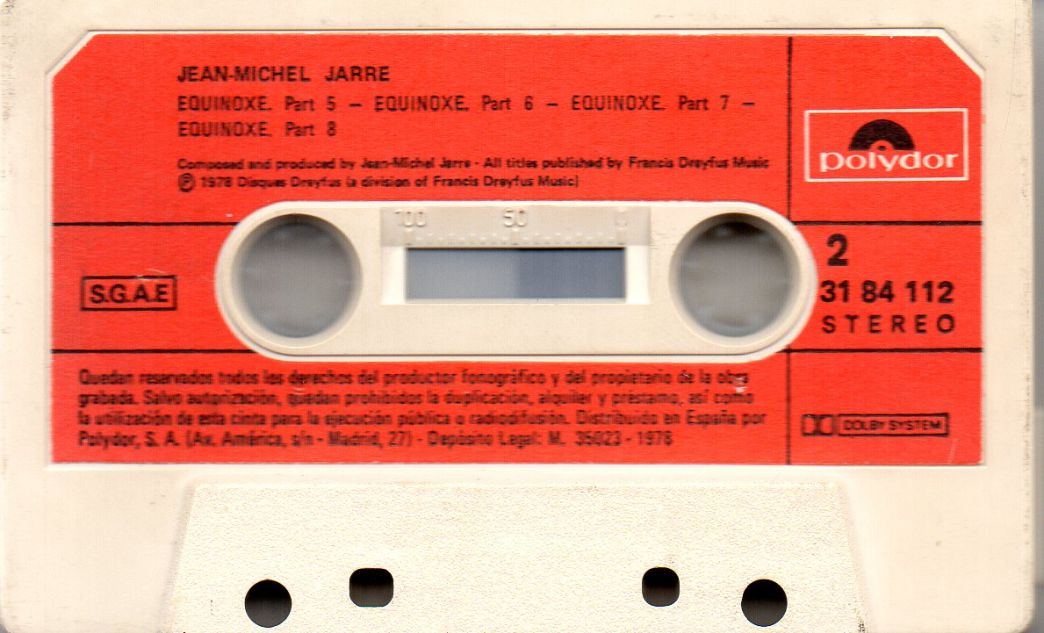 JEAN-MICHEL JARRE
EQUINOXE. Part 5 – EQUINOXE. Part 6 – EQUINOXE. Part 7 –
EQUINOXE. Part 8
Composed and produced by Jean-Michel Jarre - All titles published by Francis Dreyfus Music
Ⓟ 1978 Disques Dreyfus (a division of Francis Dreyfus Music)
polydor
100 50 0
2
S.G.A.E
31 84 112
STEREO
Quedan reservados todos los derechos del productor fonográfico y del propietario de la obra
grabada. Salvo autorización, quedan prohibidos la duplicación, alquiler y préstamo, así como
la utilización de esta cinta para la ejecución pública o radiodifusión. Distribuido en España por
Polydor, S. A. (Av. América, s/n - Madrid, 27) - Depósito Legal: M. 35023 - 1978
DOLBY SYSTEM